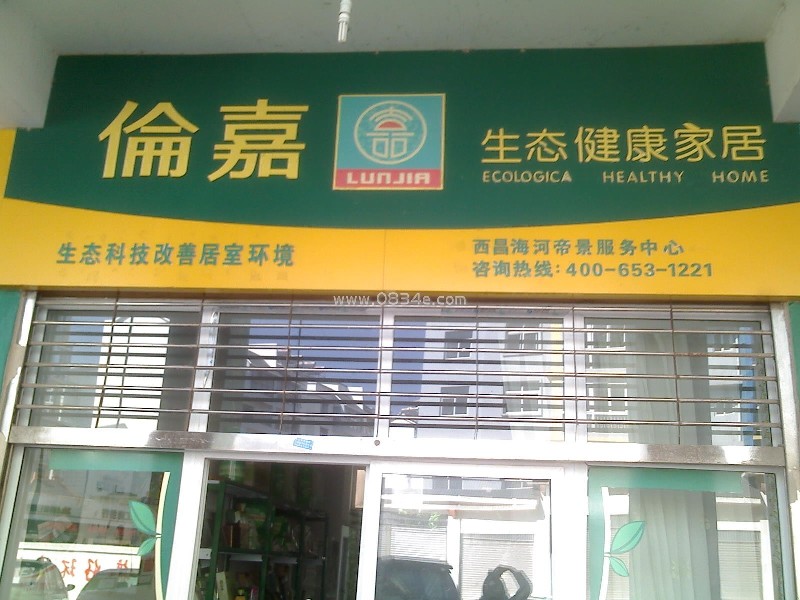 倫嘉
LUNJIA
生态健康家居
ECOLOGICA HEALTHY HOME
生态科技改善居室环境
西昌海河帝景服务中心
咨询热线:400-653-1221
www.0834e.com
好环